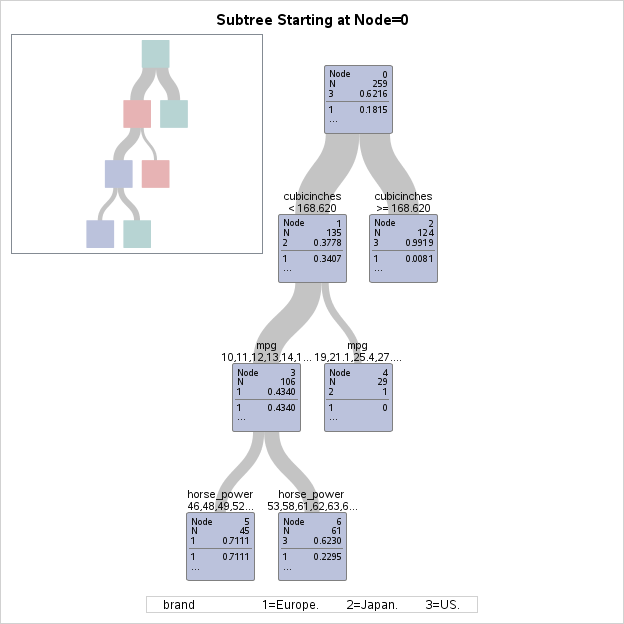 Subtree Starting at Node=0
Node 0
N 259
3 0.6216
1 0.1815
...
cubicinches cubicinches
< 168.620 >= 168.620
Node 1
N 135
2 0.3778
1 0.3407
...
Node 2
N 124
3 0.9919
1 0.0081
...
mpg mpg
10,11,12,13,14,1... 19,21.1,25.4,27....
Node 3
N 106
1 0.4340
1 0.4340
...
Node 4
N 29
2 1
1 0
...
horse_power horse_power
46,48,49,52... 53,58,61,62,63,6...
Node 5
N 45
1 0.7111
1 0.7111
...
Node 6
N 61
3 0.6230
1 0.2295
...
brand 1=Europe. 2=Japan. 3=US.